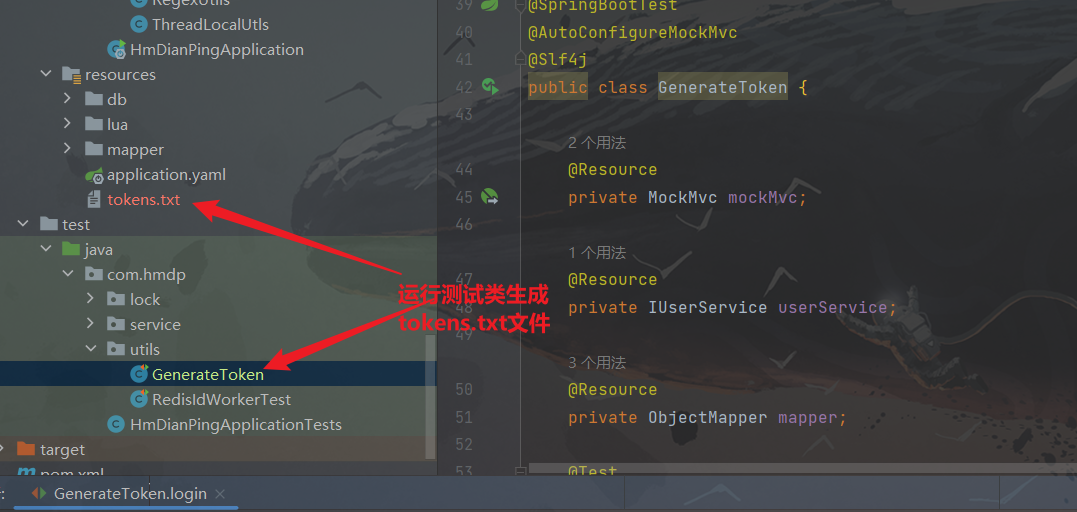 RegexUtils
ThreadLocalUtls
HmDianPingApplication
resources
db
lua
mapper
application.yaml
tokens.txt
test
java
com.hmdp
lock
service
utils
GenerateToken
RedisIdWorkerTest
HmDianPingApplicationTests
target
pom.xml
39 @SpringBootTest
40 @AutoConfigureMockMvc
41 @Slf4j
42 public class GenerateToken {
43
2 个用法
44 @Resource
45 private MockMvc mockMvc;
46
1 个用法
47 @Resource
48 private IUserService userService;
49
3 个用法
50 @Resource
51 private ObjectMapper mapper;
52
53 @Test
运行测试类生成
tokens.txt文件
: GenerateToken.login ×